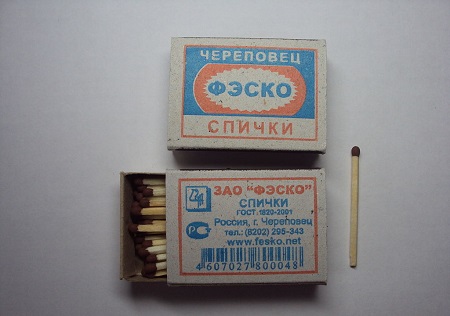 ЧЕРЕПОВЕЦ
ФЭСКО
СПИЧКИ
ЗАО "ФЭСКО"
СПИЧКИ
ГОСТ 1820-2001
Россия, г. Череповец
тел.: (8202) 295-343
www.fesko.net
4 607027 800048